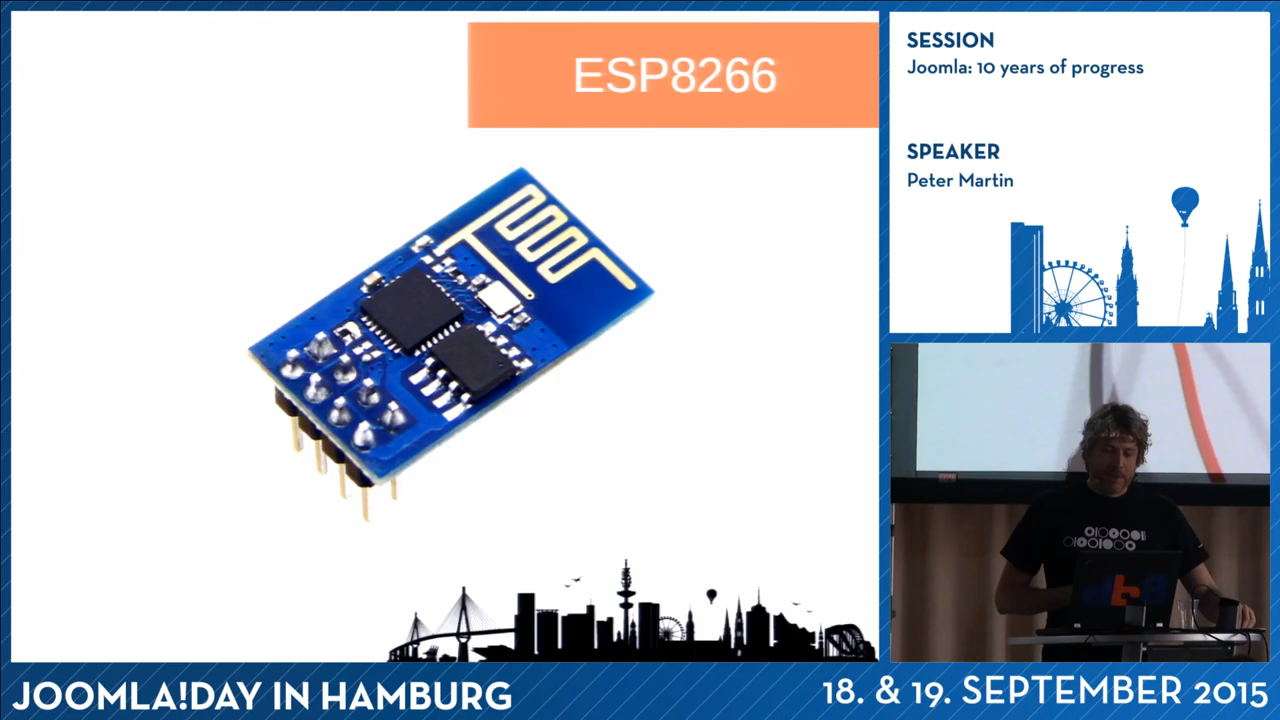 ESP8266
SESSION
Joomla: 10 years of progress
SPEAKER
Peter Martin
JOOMLA!DAY IN HAMBURG
18. & 19. SEPTEMBER 2015